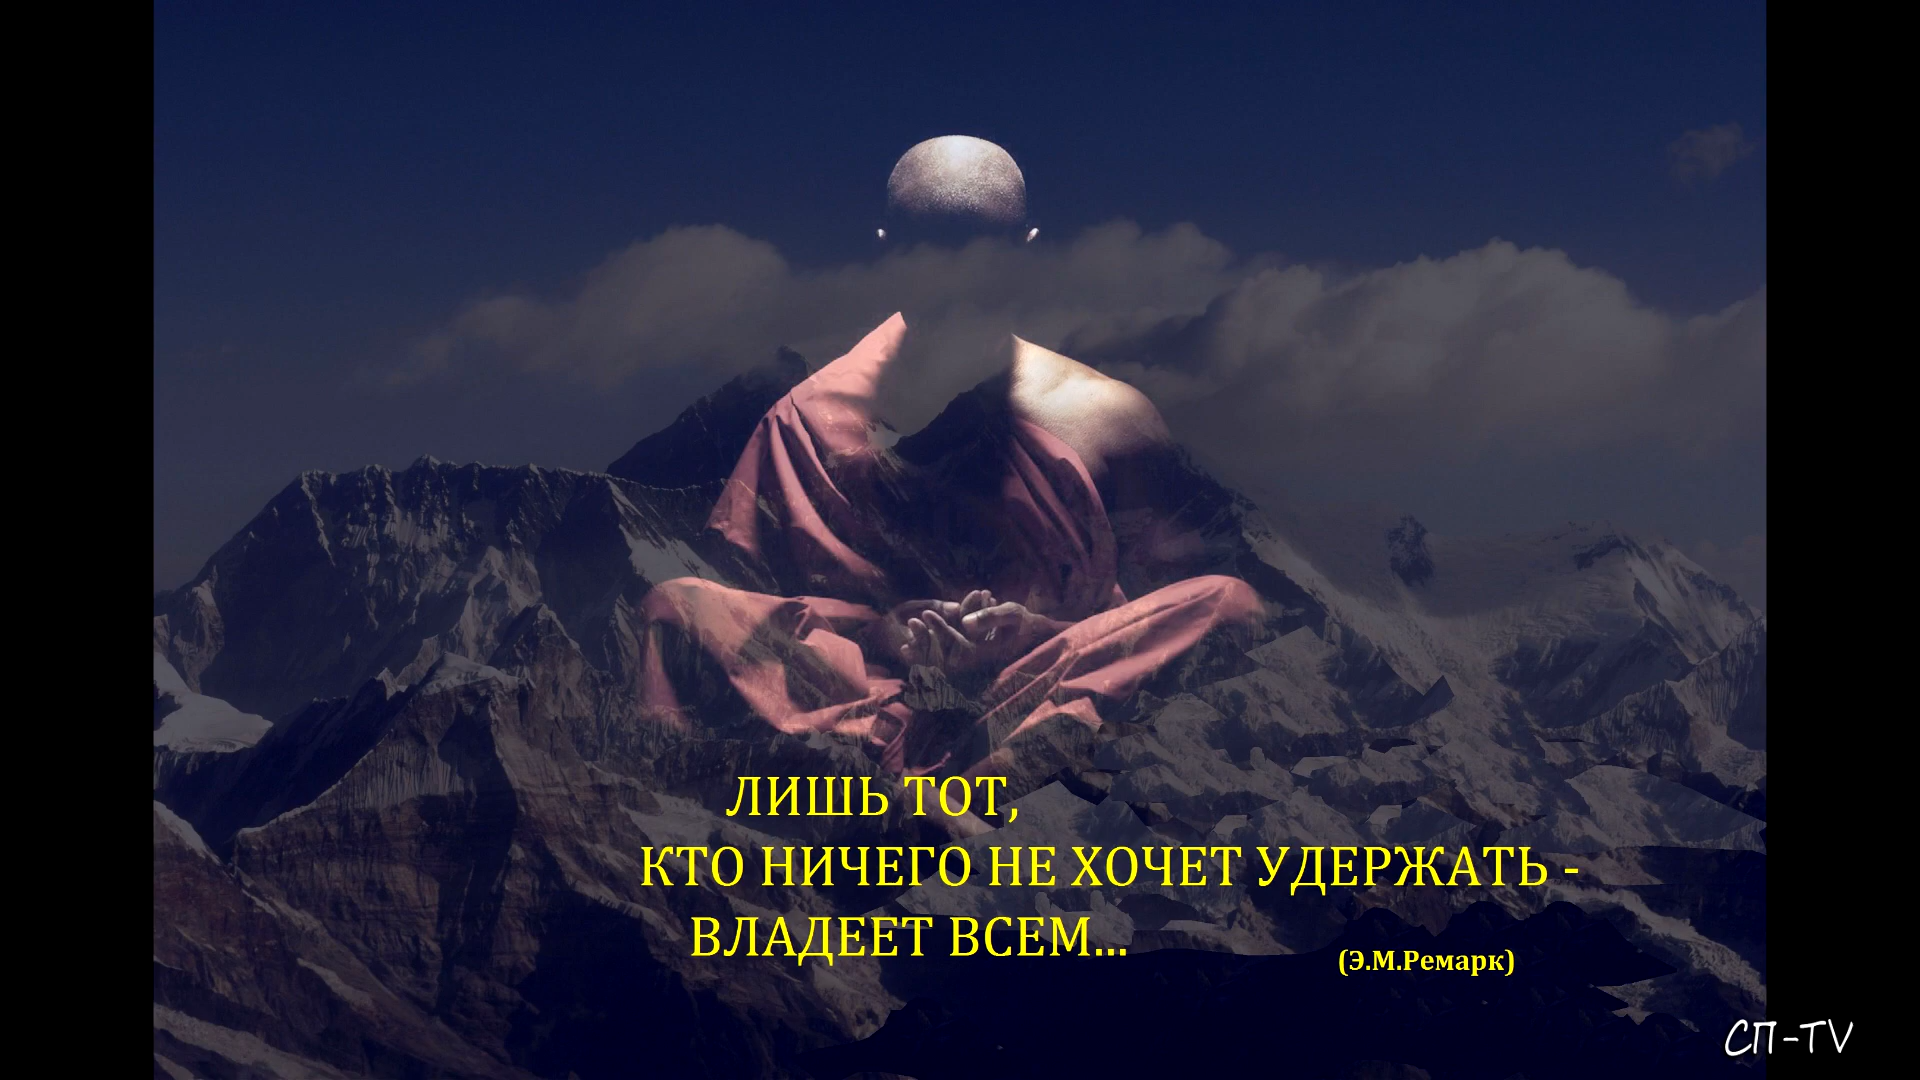 ЛИШЬ ТОТ,
КТО НИЧЕГО НЕ ХОЧЕТ УДЕРЖАТЬ -
ВЛАДЕЕТ ВСЕМ...
(Э.М.Ремарк)
СП-TV